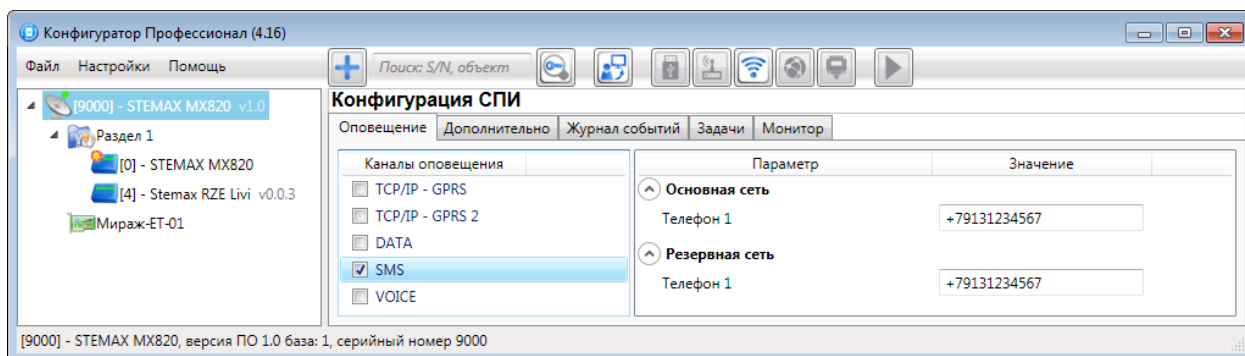 Конфигуратор Профессионал (4.16)
Файл Настройки Помощь Поиск: S/N, объект
[9000] - STEMAX MX820 v1.0
Раздел 1
[0] - STEMAX MX820
[4] - Stemax RZE Livi v0.0.3
Мираж-ET-01
Конфигурация СПИ
Оповещение Дополнительно Журнал событий Задачи Монитор
Каналы оповещения
TCP/IP - GPRS
TCP/IP - GPRS 2
DATA
SMS
VOICE
Параметр Значение
Основная сеть
Телефон 1 +79131234567
Резервная сеть
Телефон 1 +79131234567
[9000] - STEMAX MX820, версия ПО 1.0 база: 1, серийный номер 9000